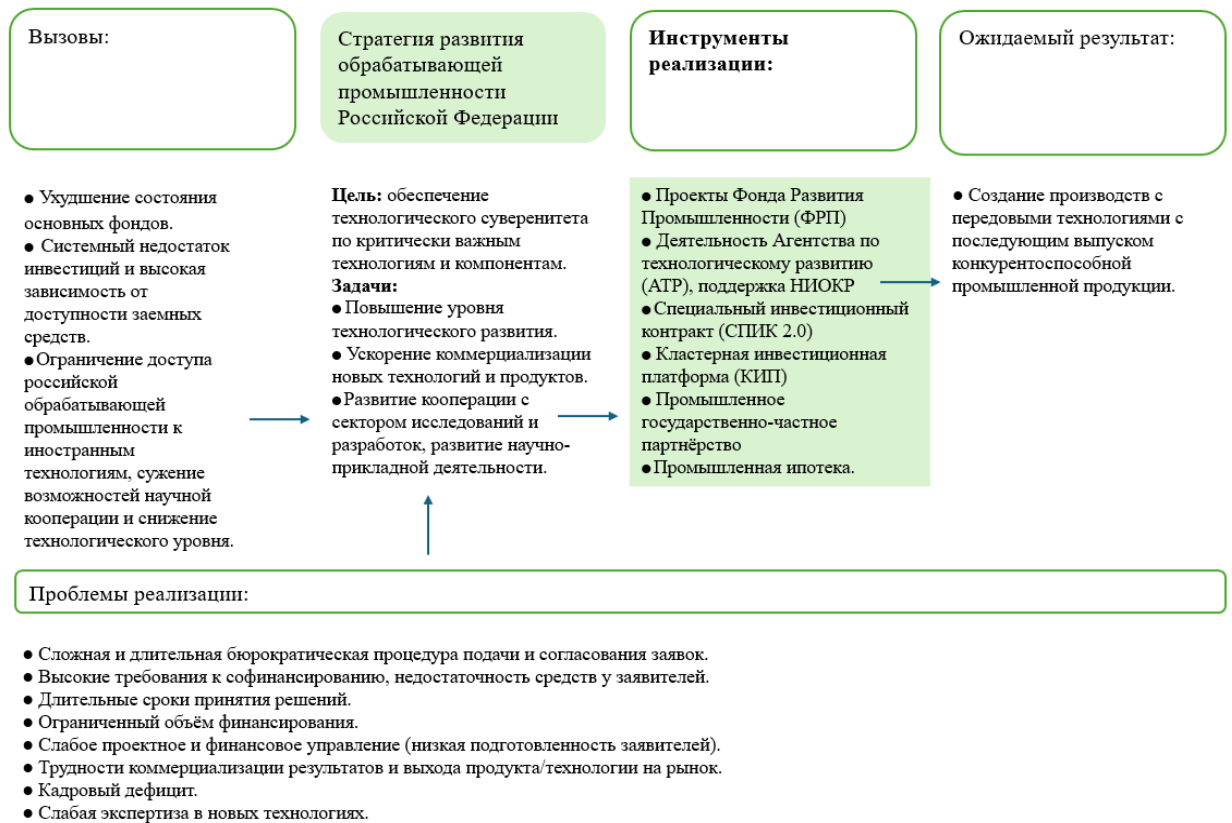 Вызовы:
Стратегия развития
обрабатывающей
промышленности
Российской Федерации
Инструменты
реализации:
Ожидаемый результат:
● Ухудшение состояния
основных фондов.
● Системный недостаток
инвестиций и высокая
зависимость от
доступности заемных
средств.
●Ограничение доступа
российской
обрабатывающей
промышленности к
иностранным
технологиям, сужение
возможностей научной
кооперации и снижение
технологического уровня.
Цель: обеспечение
технологического суверенитета
по критически важным
технологиям и компонентам.
Задачи:
●Повышение уровня
технологического развития.
● Ускорение коммерциализации
новых технологий и продуктов.
●Развитие кооперации с
сектором исследований и
разработок, развитие научно-
прикладной деятельности.
● Проекты Фонда Развития
Промышленности (ФРП)
● Деятельность Агентства по
технологическому развитию
(АТР), поддержка НИОКР
●Специальный инвестиционный
контракт (СПИК 2.0)
● Кластерная инвестиционная
платформа (КИП)
● Промышленное
государственно-частное
партнёрство
●Промышленная ипотека.
● Создание производств с
передовыми технологиями с
последующим выпуском
конкурентоспособной
промышленной продукции.
Проблемы реализации:
● Сложная и длительная бюрократическая процедура подачи и согласования заявок.
● Высокие требования к софинансированию, недостаточность средств у заявителей.
● Длительные сроки принятия решений.
● Ограниченный объём финансирования.
● Слабое проектное и финансовое управление (низкая подготовленность заявителей).
● Трудности коммерциализации результатов и выхода продукта/технологии на рынок.
● Кадровый дефицит.
● Слабая экспертиза в новых технологиях.